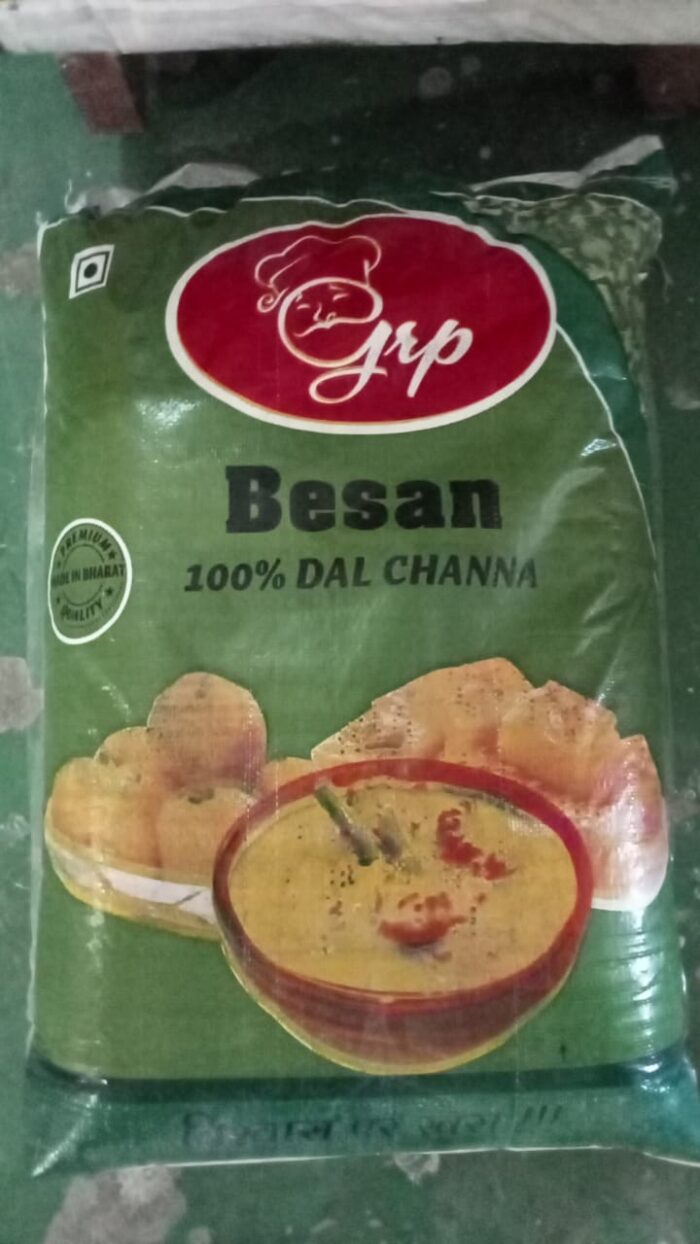 Grp
Besan
100% DAL CHANNA
PREMIUM
MADE IN BHARAT
QUALITY